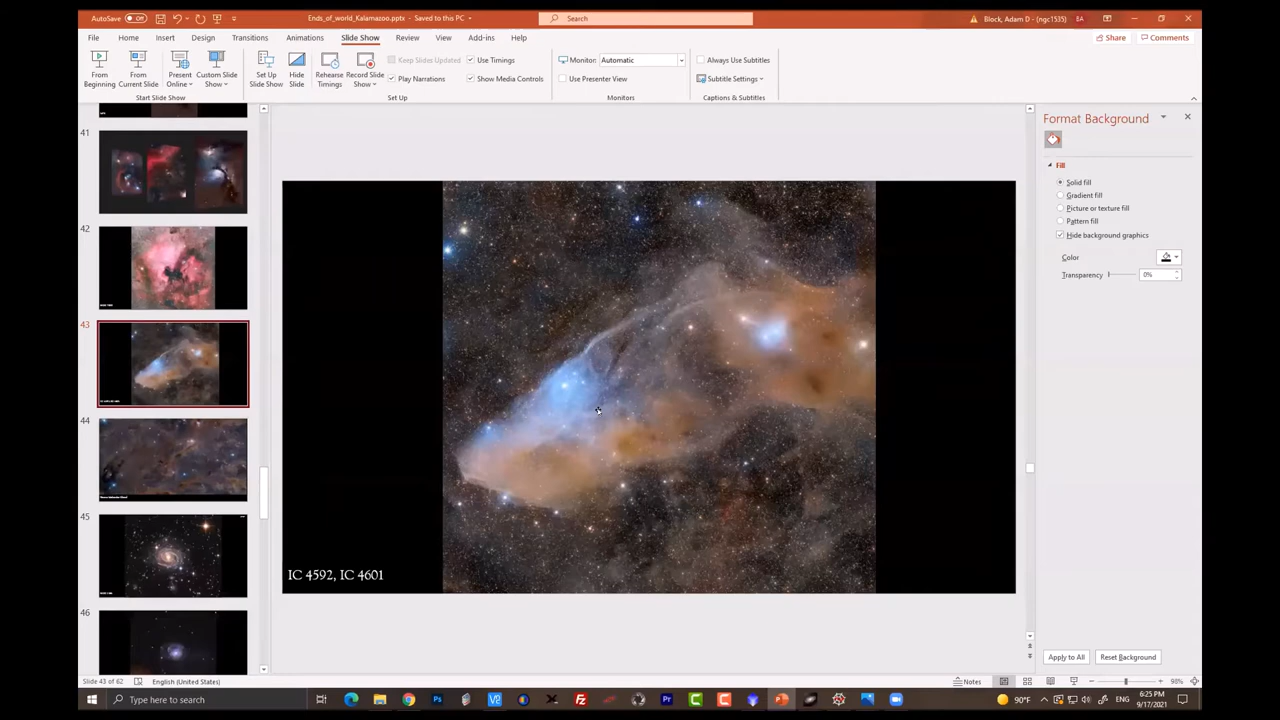 AutoSave Off
Ends_of_world_Kalamazoo.pptx - Saved to this PC
Search
Block, Adam D - (ngc1535)
EA
File Home Insert Design Transitions Animations Slide Show Review View Add-ins Help
Share Comments
From Beginning
From Current Slide
Present Online
Custom Slide Show
Start Slide Show
Set Up Slide Show
Hide Slide
Rehearse Timings
Record Slide Show
Keep Slides Updated
Play Narrations
Use Timings
Show Media Controls
Set Up
Monitor: Automatic
Use Presenter View
Monitors
Always Use Subtitles
Subtitle Settings
Captions & Subtitles
41
42
43
44
45
46
IC 4592, IC 4601
Format Background
Fill
Solid fill
Gradient fill
Picture or texture fill
Pattern fill
Hide background graphics
Color
Transparency 0%
Apply to All Reset Background
Slide 43 of 62 English (United States) Notes 98%
Type here to search
Ps
Pr
90°F
ENG
6:25 PM
9/17/2021